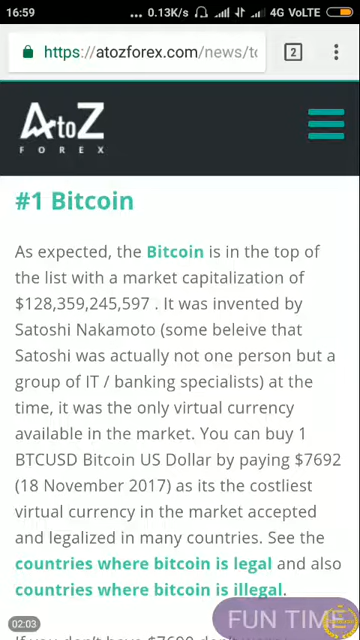 16:59
... 0.13K/s 4G VoLTE
https://atozforex.com/news/to
2
AtoZ
FOREX
#1 Bitcoin
As expected, the Bitcoin is in the top of
the list with a market capitalization of
$128,359,245,597 . It was invented by
Satoshi Nakamoto (some beleive that
Satoshi was actually not one person but a
group of IT / banking specialists) at the
time, it was the only virtual currency
available in the market. You can buy 1
BTCUSD Bitcoin US Dollar by paying $7692
(18 November 2017) as its the costliest
virtual currency in the market accepted
and legalized in many countries. See the
countries where bitcoin is legal and also
countries where bitcoin is illegal.
02:03
FUN TIME